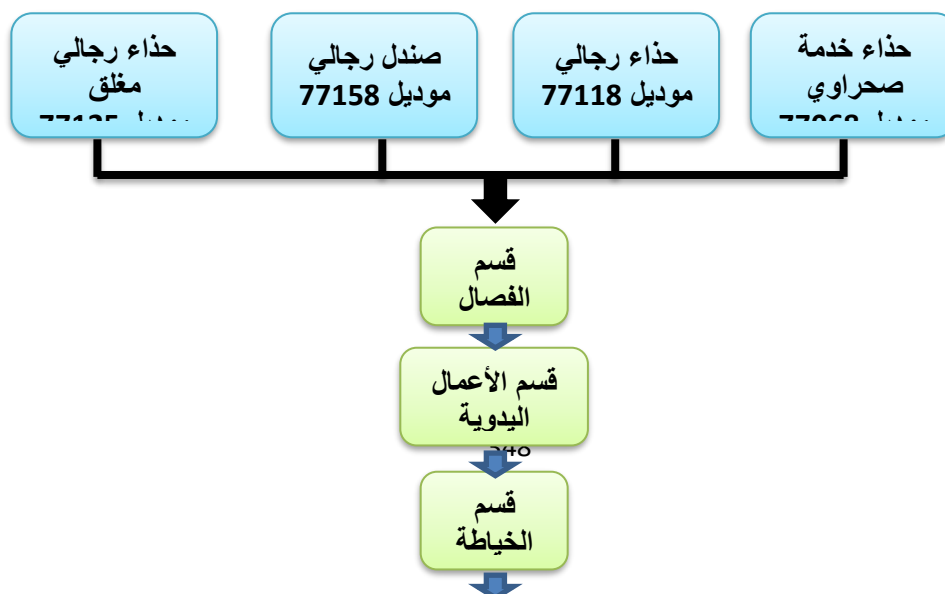 حذاء خدمة
صحراوي
حذاء رجالي
موديل 77118
صندل رجالي
موديل 77158
حذاء رجالي
مغلق
قسم
الفصال
قسم الأعمال
اليدوية
قسم
الخياطة